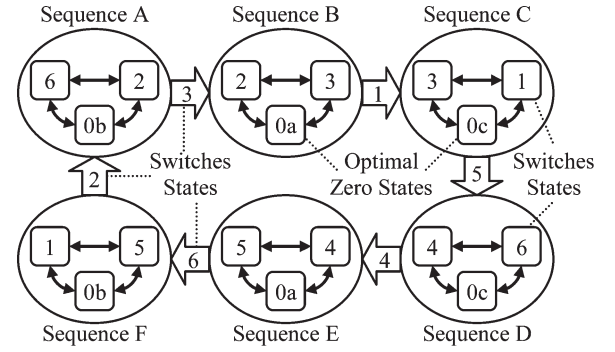 Sequence A Sequence B Sequence C
6 2 2 3 3 1
3 1
0b 0a 0c
Switches States
Optimal Zero States
Switches States
2 5
1 5 5 4 4 6
6 4
0b 0a 0c
Sequence F Sequence E Sequence D